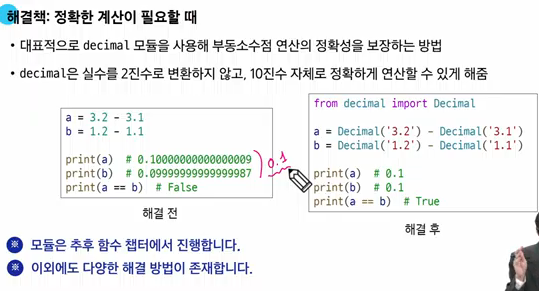 해결책: 정확한 계산이 필요할 때
• 대표적으로 decimal 모듈을 사용해 부동소수점 연산의 정확성을 보장하는 방법
• decimal은 실수를 2진수로 변환하지 않고, 10진수 자체로 정확하게 연산할 수 있게 해줌
a = 3.2 - 3.1
b = 1.2 - 1.1
print(a)  # 0.10000000000000009
print(b)  # 0.09999999999999987
print(a == b)  # False
0.1
해결 전
from decimal import Decimal
a = Decimal('3.2') - Decimal('3.1')
b = Decimal('1.2') - Decimal('1.1')
print(a)  # 0.1
print(b)  # 0.1
print(a == b)  # True
해결 후
※ 모듈은 추후 함수 챕터에서 진행합니다.
※ 이외에도 다양한 해결 방법이 존재합니다.